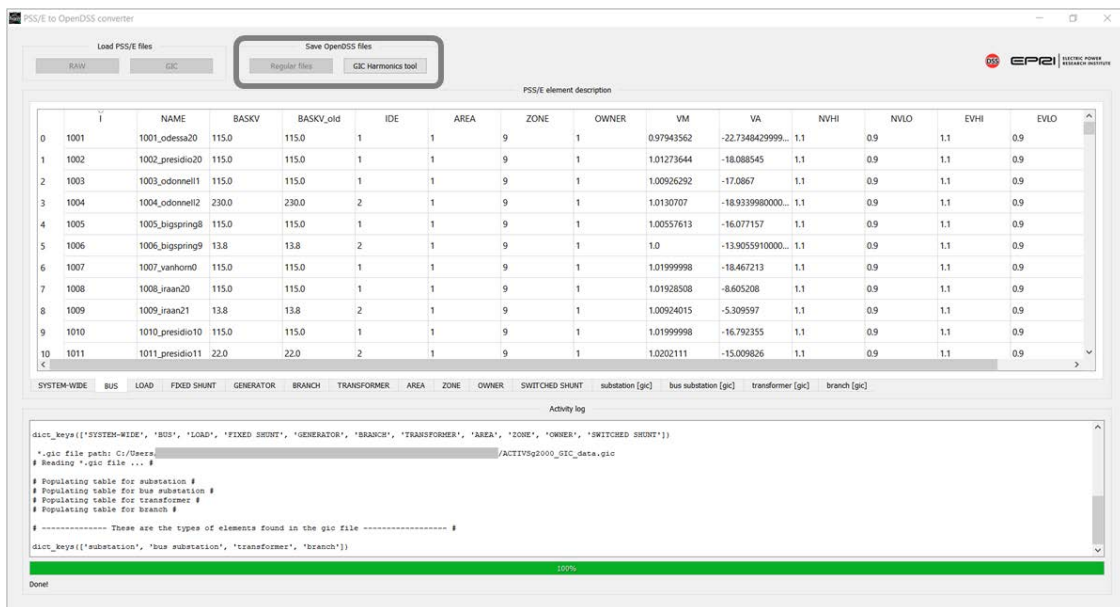 PSS/E to OpenDSS converter
Load PSS/E files
Save OpenDSS files
RAW GIC Regular files GIC Harmonics tool
DSS EPRI ELECTRIC POWER RESEARCH INSTITUTE
PSS/E element description
I NAME BASKV BASKV_old IDE AREA ZONE OWNER VM VA NVHI NVLO EVHI EVLO
0 1001 1001_odessa20 115.0 115.0 1 1 9 1 0.97943562 -22.7348429999... 1.1 0.9 1.1 0.9
1 1002 1002_presidio20 115.0 115.0 1 1 9 1 1.01273644 -18.088545 1.1 0.9 1.1 0.9
2 1003 1003_odonnell1 115.0 115.0 1 1 9 1 1.00926292 -17.0867 1.1 0.9 1.1 0.9
3 1004 1004_odonnell2 230.0 230.0 2 1 9 1 1.0130707 -18.9339980000... 1.1 0.9 1.1 0.9
4 1005 1005_bigspring8 115.0 115.0 1 1 9 1 1.00557613 -16.077157 1.1 0.9 1.1 0.9
5 1006 1006_bigspring9 13.8 13.8 2 1 9 1 1.0 -13.9055910000... 1.1 0.9 1.1 0.9
6 1007 1007_vanhorn0 115.0 115.0 1 1 9 1 1.01999998 -18.467213 1.1 0.9 1.1 0.9
7 1008 1008_iraan20 115.0 115.0 1 1 9 1 1.01928508 -8.605208 1.1 0.9 1.1 0.9
8 1009 1009_iraan21 13.8 13.8 2 1 9 1 1.00924015 -5.309597 1.1 0.9 1.1 0.9
9 1010 1010_presidio10 115.0 115.0 1 1 9 1 1.01999998 -16.792355 1.1 0.9 1.1 0.9
10 1011 1011_presidio11 22.0 22.0 2 1 9 1 1.0202111 -15.009826 1.1 0.9 1.1 0.9
SYSTEM-WIDE BUS LOAD FIXED SHUNT GENERATOR BRANCH TRANSFORMER AREA ZONE OWNER SWITCHED SHUNT substation [gic] bus substation [gic] transformer [gic] branch [gic]
Activity log
dict_keys(['SYSTEM-WIDE', 'BUS', 'LOAD', 'FIXED SHUNT', 'GENERATOR', 'BRANCH', 'TRANSFORMER', 'AREA', 'ZONE', 'OWNER', 'SWITCHED SHUNT'])
*.gic file path: C:/Users /ACTIVSg2000_GIC_data.gic
# Reading *.gic file ... #
# Populating table for substation #
# Populating table for bus substation #
# Populating table for transformer #
# Populating table for branch #
# -------------- These are the types of elements found in the gic file ------------------ #
dict_keys(['substation', 'bus substation', 'transformer', 'branch'])
100%
Done!